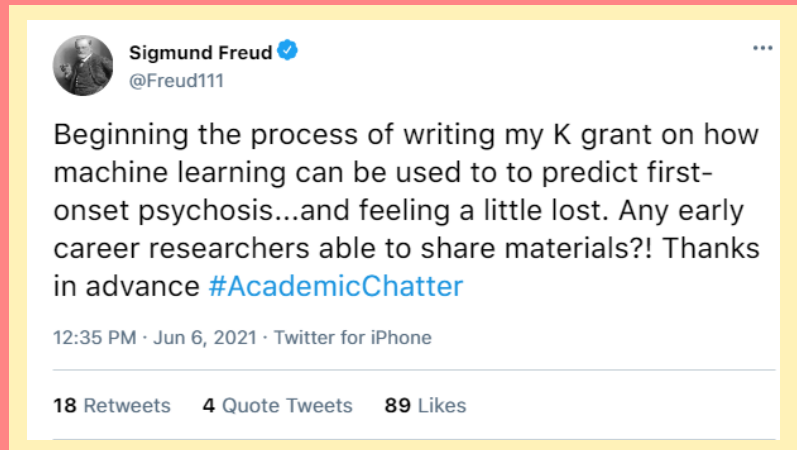 Sigmund Freud
@Freud111
Beginning the process of writing my K grant on how
machine learning can be used to to predict first-
onset psychosis...and feeling a little lost. Any early
career researchers able to share materials?! Thanks
in advance #AcademicChatter
12:35 PM · Jun 6, 2021 · Twitter for iPhone
18 Retweets 4 Quote Tweets 89 Likes